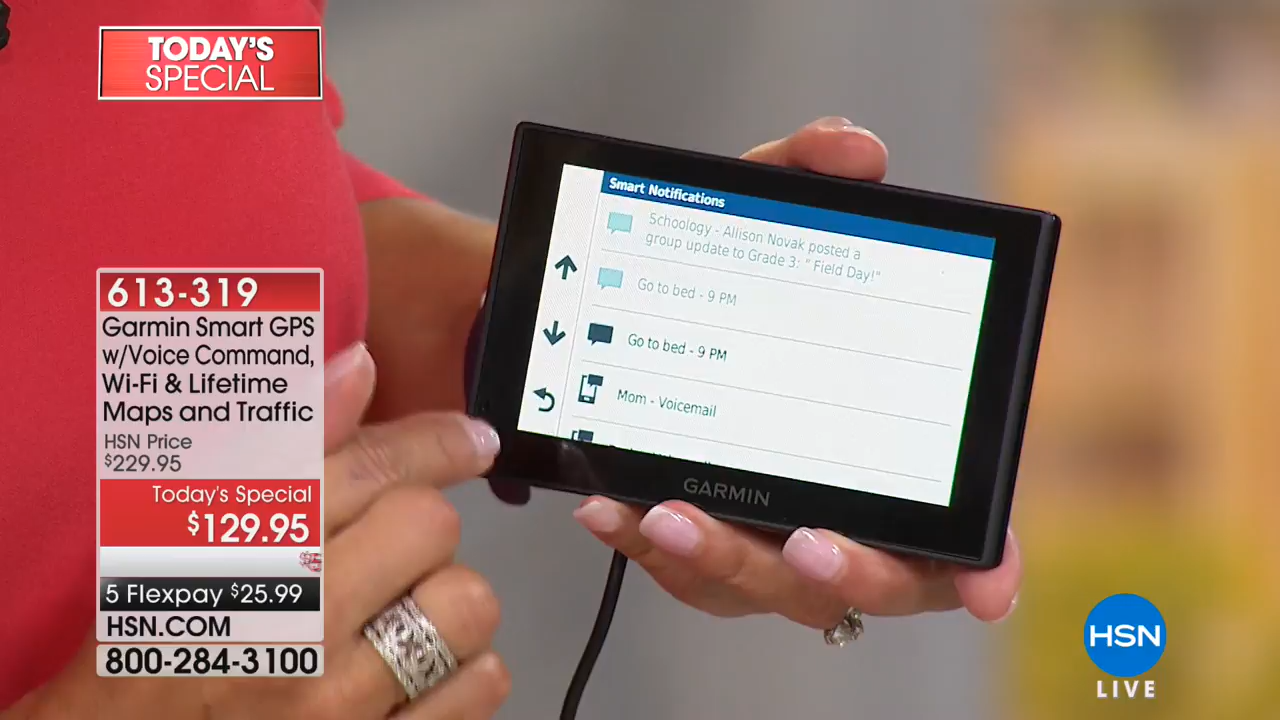 TODAY'S
SPECIAL
613-319
Garmin Smart GPS
w/Voice Command,
Wi-Fi & Lifetime
Maps and Traffic
HSN Price
$229.95
Today's Special
$129.95
5 Flexpay $25.99
HSN.COM
800-284-3100
Smart Notifications
Schoology - Allison Novak posted a
group update to Grade 3: " Field Day!"
Go to bed - 9 PM
Go to bed - 9 PM
Mom - Voicemail
GARMIN
HSN
LIVE